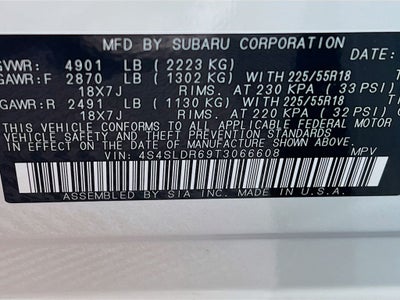 MFD BY SUBARU CORPORATION DATE:
GVWR: 4901 LB ( 2223 KG)
GAWR:F 2870 LB ( 1302 KG) WITH 225/55R18
18X7J RIMS. AT 230 KPA ( 33 PSI)
GAWR:R 2491 LB ( 1130 KG) WITH 225/55R18
18X7J RIMS. AT 220 KPA ( 32 PSI)
THIS VEHICLE CONFORMS TO ALL APPLICABLE FEDERAL MOTOR
VEHICLE SAFETY AND THEFT PREVENTION STANDARDS
IN EFFECT ON THE DATE OF MANUFACTURE SHOWN ABOVE.
VIN: 4S4SLDR69T3066608 MPV
ASSEMBLED BY SIA MADE IN U.S.A.